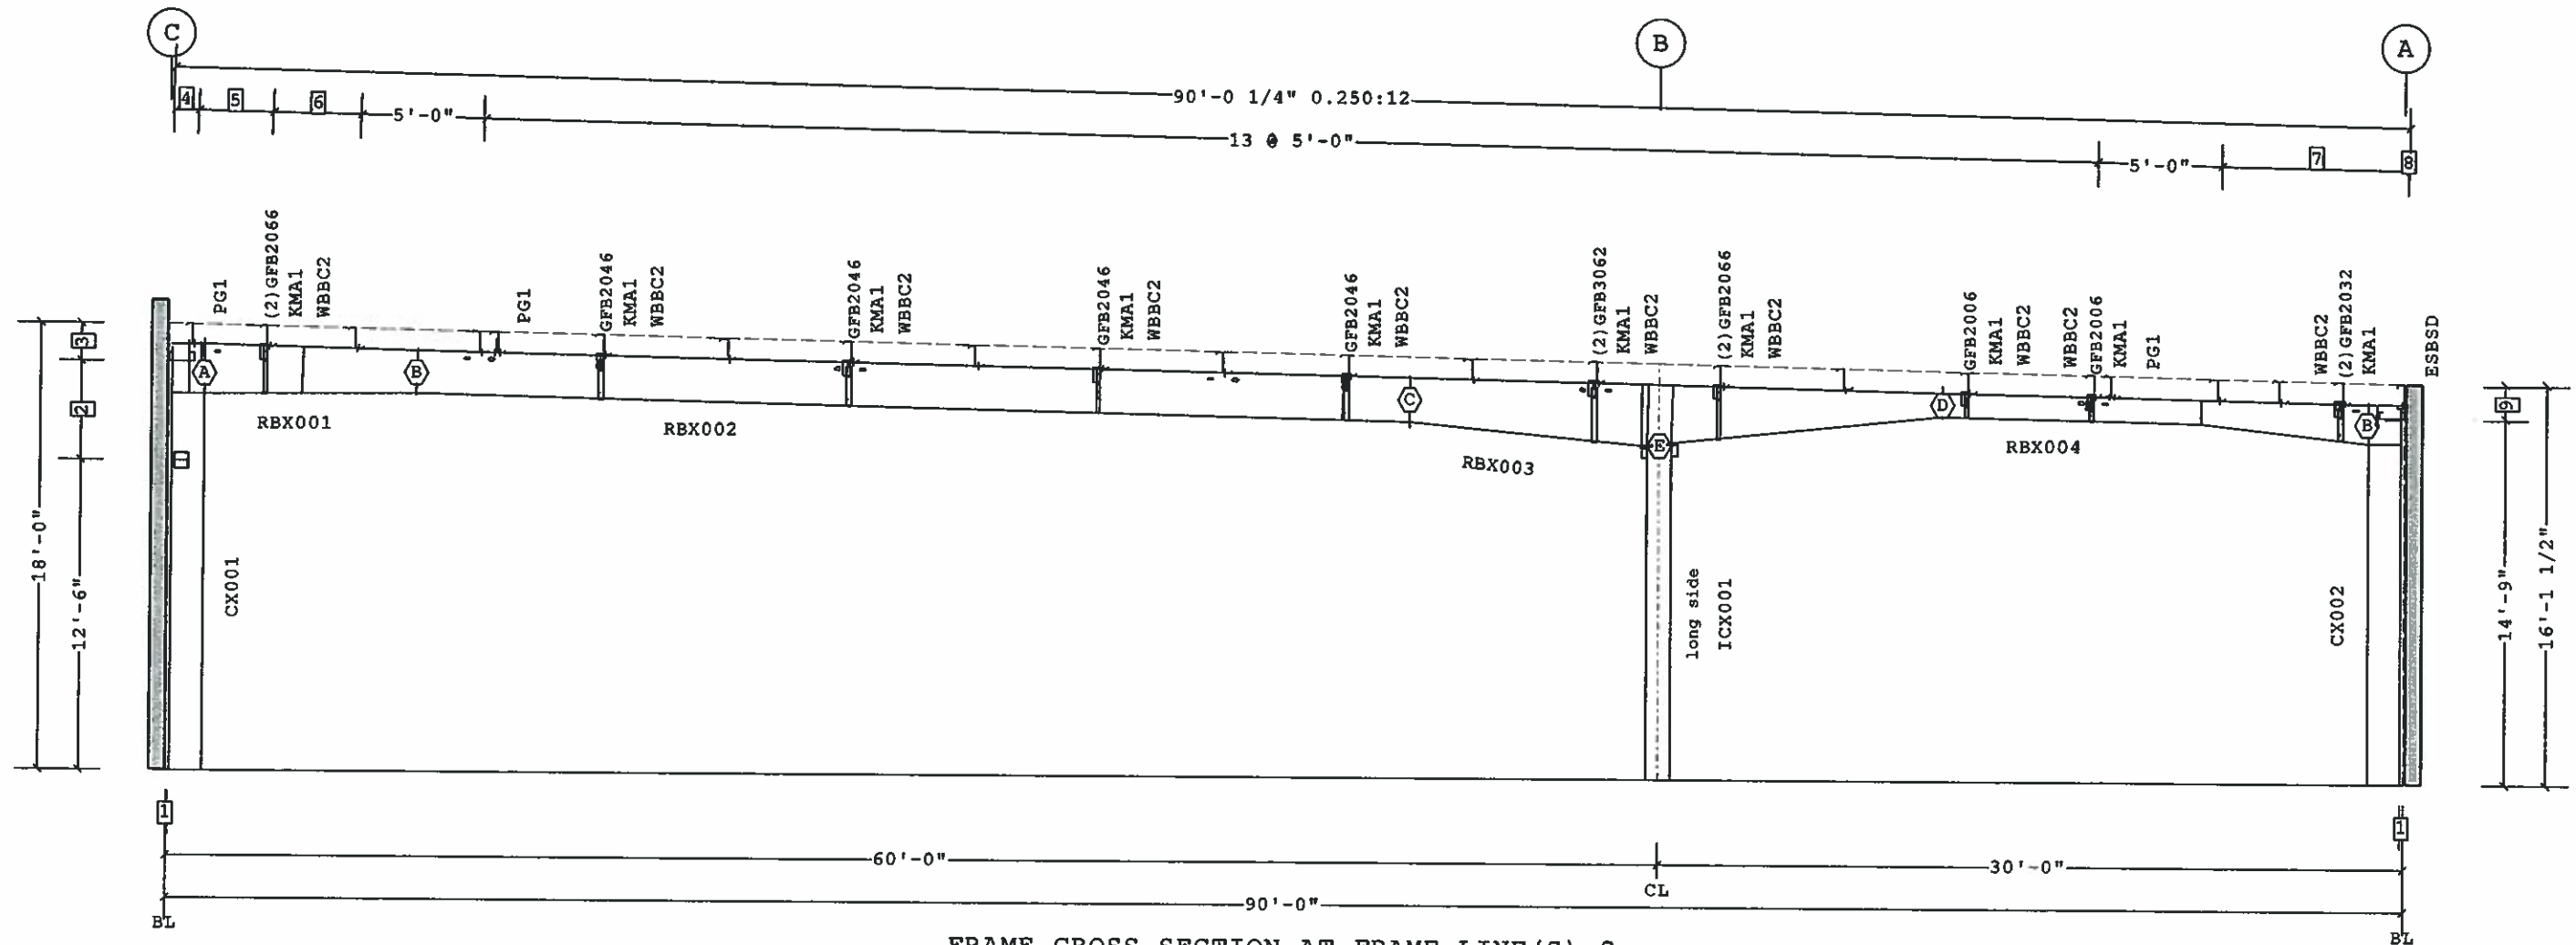 C
B
A
90'-0 1/4" 0.250:12
4
5
6
5'-0"
13 @ 5'-0"
5'-0"
7
8
PG1
(2)GFB2066
KMA1
WBBC2
PG1
GFB2046
KMA1
WBBC2
GFB2046
KMA1
WBBC2
GFB2046
KMA1
WBBC2
GFB2046
KMA1
WBBC2
(2)GFB3062
KMA1
WBBC2
(2)GFB2066
KMA1
WBBC2
GFB2006
KMA1
WBBC2
WBBC2
GFB2006
KMA1
PG1
WBBC2
(2)GFB2032
KMA1
ESBSD
3
2
A
B
C
D
E
B
9
RBX001
RBX002
RBX003
RBX004
18'-0"
12'-6"
CX001
long side
ICX001
CX002
14'-9"
16'-1 1/2"
1
1
60'-0"
30'-0"
CL
90'-0"
BL
BL